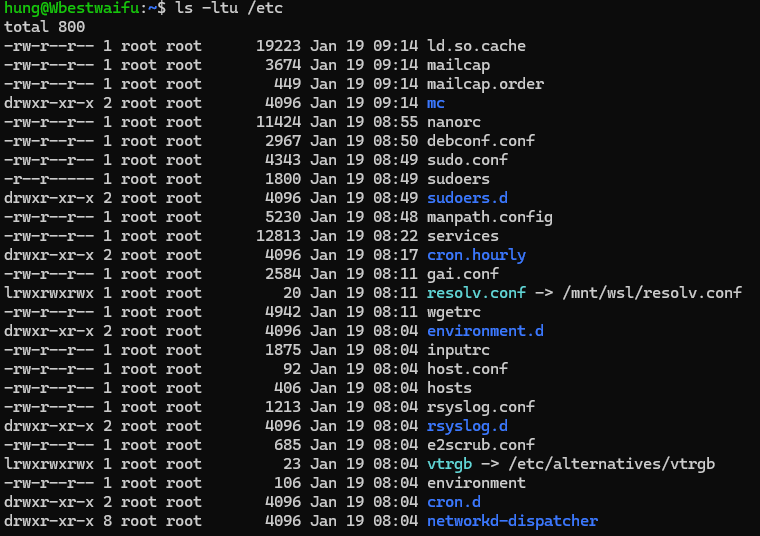 hung@Wbestwaifu:~$ ls -ltu /etc
total 800
-rw-r--r-- 1 root root      19223 Jan 19 09:14 ld.so.cache
-rw-r--r-- 1 root root       3674 Jan 19 09:14 mailcap
-rw-r--r-- 1 root root        449 Jan 19 09:14 mailcap.order
drwxr-xr-x 2 root root       4096 Jan 19 09:14 mc
-rw-r--r-- 1 root root      11424 Jan 19 08:55 nanorc
-rw-r--r-- 1 root root       2967 Jan 19 08:50 debconf.conf
-rw-r--r-- 1 root root       4343 Jan 19 08:49 sudo.conf
-r--r----- 1 root root       1800 Jan 19 08:49 sudoers
drwxr-xr-x 2 root root       4096 Jan 19 08:49 sudoers.d
-rw-r--r-- 1 root root       5230 Jan 19 08:48 manpath.config
-rw-r--r-- 1 root root      12813 Jan 19 08:22 services
drwxr-xr-x 2 root root       4096 Jan 19 08:17 cron.hourly
-rw-r--r-- 1 root root       2584 Jan 19 08:11 gai.conf
lrwxrwxrwx 1 root root         20 Jan 19 08:11 resolv.conf -> /mnt/wsl/resolv.conf
-rw-r--r-- 1 root root       4942 Jan 19 08:11 wgetrc
drwxr-xr-x 2 root root       4096 Jan 19 08:04 environment.d
-rw-r--r-- 1 root root       1875 Jan 19 08:04 inputrc
-rw-r--r-- 1 root root         92 Jan 19 08:04 host.conf
-rw-r--r-- 1 root root        406 Jan 19 08:04 hosts
-rw-r--r-- 1 root root       1213 Jan 19 08:04 rsyslog.conf
drwxr-xr-x 2 root root       4096 Jan 19 08:04 rsyslog.d
-rw-r--r-- 1 root root        685 Jan 19 08:04 e2scrub.conf
lrwxrwxrwx 1 root root         23 Jan 19 08:04 vtrgb -> /etc/alternatives/vtrgb
-rw-r--r-- 1 root root        106 Jan 19 08:04 environment
drwxr-xr-x 2 root root       4096 Jan 19 08:04 cron.d
drwxr-xr-x 8 root root       4096 Jan 19 08:04 networkd-dispatcher